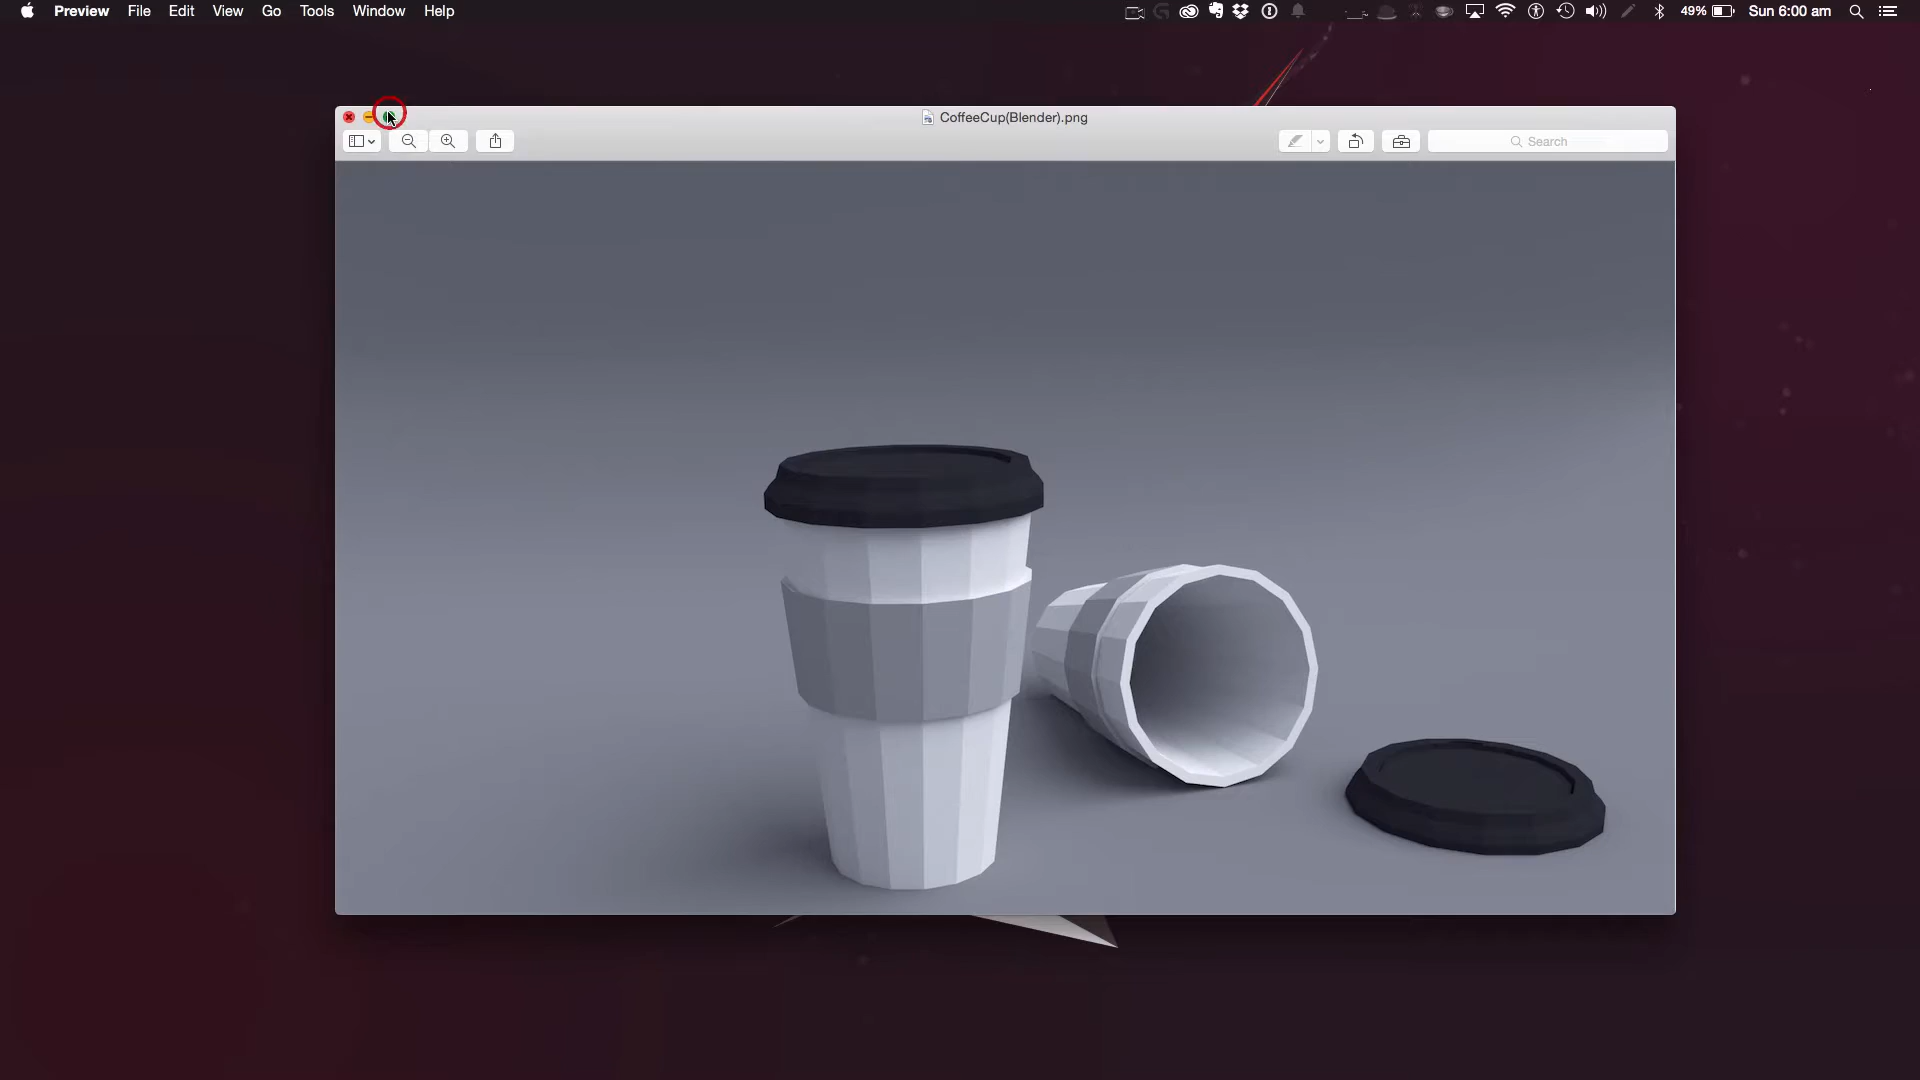 Preview File Edit View Go Tools Window Help 49% Sun 6:00 am
CoffeeCup(Blender).png
Search